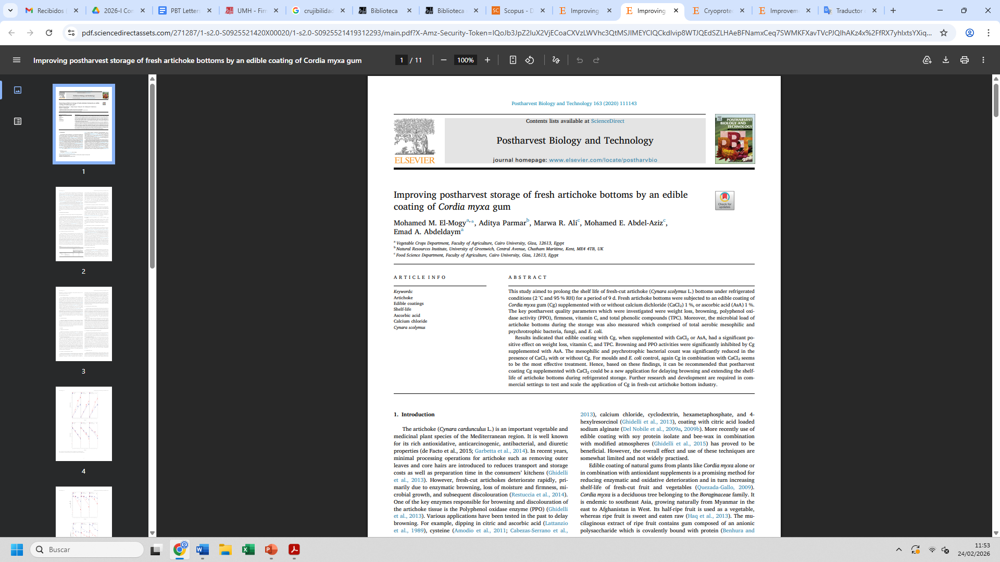 Recibidos (
2026-I Con
PBT Letter
UMH - Firm
crujibilidad
Biblioteca
Biblioteca
Scopus - D
Improving
Improving
Cryoprote
Improvem
Traductor
pdf.sciencedirectassets.com/271287/1-s2.0-S0925521420X00020/1-s2.0-S0925521419312293/main.pdf?X-Amz-Security-Token=
Improving postharvest storage of fresh artichoke bottoms by an edible coating of Cordia myxa gum
1 / 11
100%
1
2
3
4
Postharvest Biology and Technology 163 (2020) 111143
Contents lists available at ScienceDirect
Postharvest Biology and Technology
journal homepage: www.elsevier.com/locate/postharvbio
ELSEVIER
POSTHARVEST
BIOLOGY AND
TECHNOLOGY
PBT
Improving postharvest storage of fresh artichoke bottoms by an edible
coating of Cordia myxa gum
Check for
updates
Mohamed M. El-Mogya,*, Aditya Parmarb, Marwa R. Alic, Mohamed E. Abdel-Azizc,
Emad A. Abdeldayma
a Vegetable Crops Department, Faculty of Agriculture, Cairo University, Giza, 12613, Egypt
b Natural Resources Institute, University of Greenwich, Central Avenue, Chatham Maritime, Kent, ME4 4TB, UK
c Food Science Department, Faculty of Agriculture, Cairo University, Giza, 12613, Egypt
ARTICLE INFO
Keywords:
Artichoke
Edible coatings
Shelf-life
Ascorbic acid
Calcium chloride
Cynara scolymus
ABSTRACT
This study aimed to prolong the shelf life of fresh-cut artichoke (Cynara scolymus L.) bottoms under refrigerated
conditions (2 °C and 95 % RH) for a period of 9 d. Fresh artichoke bottoms were subjected to an edible coating of
Cordia myxa gum (Cg) supplemented with or without calcium dichloride (CaCl2) 1 %, or ascorbic acid (AsA) 1 %.
The key postharvest quality parameters which were investigated were weight loss, browning, polyphenol oxi-
dase activity (PPO), firmness, vitamin C, and total phenolic compounds (TPC). Moreover, the microbial load of
artichoke bottoms during the storage was also measured which comprised of total aerobic mesophilic and
psychrotrophic bacteria, fungi, and E. coli.
Results indicated that edible coating with Cg, when supplemented with CaCl2 or AsA, had a significant po-
sitive effect on weight loss, vitamin C, and TPC. Browning and PPO activities were significantly inhibited by Cg
supplemented with AsA. The mesophilic and psychrotrophic bacterial count was significantly reduced in the
presence of CaCl2 with or without Cg. For moulds and E. coli control, again Cg in combination with CaCl2 seems
to be the most effective treatment. Hence, based on these findings, it can be recommended that postharvest
coating Cg supplemented with CaCl2 could be a new application for delaying browning and extending the shelf-
life of artichoke bottoms during refrigerated storage. Further research and development are required in com-
mercial settings to test and scale the application of Cg in fresh-cut artichoke bottom industry.
1. Introduction
The artichoke (Cynara cardunculus L.) is an important vegetable and
medicinal plant species of the Mediterranean region. It is well known
for its rich antioxidative, anticarcinogenic, antibacterial, and diuretic
properties (de Facto et al., 2015; Garbetta et al., 2014). In recent years,
minimal processing operations for artichoke such as removing outer
leaves and core hairs are introduced to reduces transport and storage
costs as well as preparation time in the consumers' kitchens (Ghidelli
et al., 2013). However, fresh-cut artichokes deteriorate rapidly, pri-
marily due to enzymatic browning, loss of moisture and firmness, mi-
crobial growth, and subsequent discolouration (Restuccia et al., 2014).
One of the key enzymes responsible for browning and discolouration of
the artichoke tissue is the Polyphenol oxidase enzyme (PPO) (Ghidelli
et al., 2013). Various applications have been tested in the past to delay
browning. For example, dipping in citric and ascorbic acid (Lattanzio
et al., 1989), cysteine (Amodio et al., 2011; Cabezas-Serrano et al.,
2013), calcium chloride, cyclodextrin, hexametaphosphate, and 4-
hexylresorcinol (Ghidelli et al., 2013), coating with citric acid loaded
sodium alginate (Del Nobile et al., 2009a, 2009b). More recently use of
edible coating with soy protein isolate and bee-wax in combination
with modified atmospheres (Ghidelli et al., 2015) has proved to be
beneficial. However, the overall effect and use of these techniques are
somewhat limited and not widely practised.
Edible coating of natural gums from plants like Cordia myxa alone or
in combination with antioxidant supplements is a promising method for
reducing enzymatic and oxidative deterioration and in turn increasing
shelf-life of fresh-cut fruit and vegetables (Quezada-Gallo, 2009).
Cordia myxa is a deciduous tree belonging to the Boraginaceae family. It
is endemic to southeast Asia, growing naturally from Myanmar in the
east to Afghanistan in West. Its half-ripe fruit is used as a vegetable,
whereas ripe fruit is sweet and eaten raw (Haq et al., 2013). The mu-
cilaginous extract of ripe fruit contains gum composed of an anionic
polysaccharide which is covalently bound with protein (Benhura and
Buscar
11:53
24/02/2026